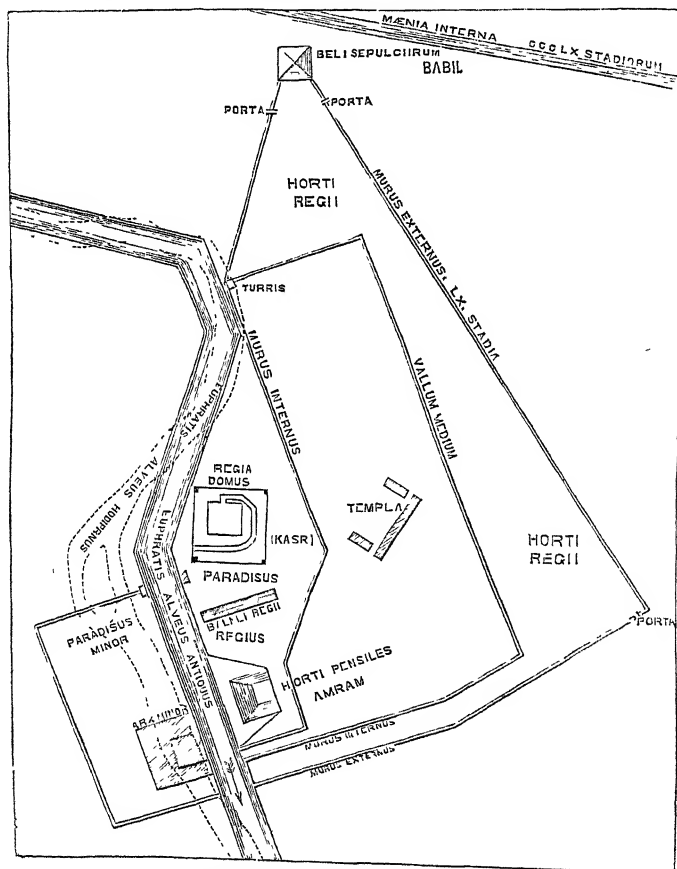 MÆNIA INTERNA CCCLX STADIORUM
BELI SEPULCHRUM
BABIL
PORTA
PORTA
HORTI
REGII
MURUS EXTERNUS, LX. STADIA
TURRIS
MURUS INTERNUS
VALLUM MEDIUM
EUPHRATIS
ALVEUS HODIERNUS
REGIA
DOMUS
(KASR)
TEMPLA
PARADISUS
REGIUS
EUPHRATIS ALVEUS ANTIQUUS
HORTI
REGII
PORTA
PARADISUS
MINOR
HORTI PENSILES
AMRAM
MURUS INTERNUS
MURUS EXTERNUS